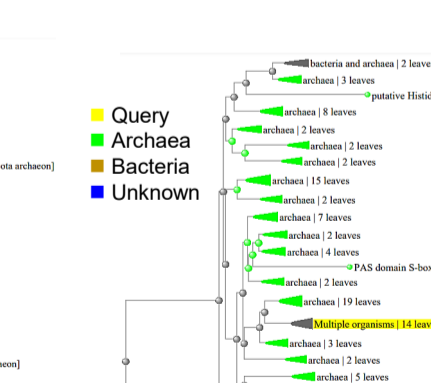 bacteria and archaea | 2 leave
archaea | 3 leaves
putative Histid
archaea | 8 leaves
archaea | 2 leaves
archaea | 2 leaves
archaea | 2 leaves
archaea | 15 leaves
archaea | 2 leaves
archaea | 7 leaves
archaea | 2 leaves
archaea | 4 leaves
PAS domain S-box
archaea | 2 leaves
archaea | 19 leaves
Multiple organisms | 14 leav
archaea | 3 leaves
archaea | 2 leaves
archaea | 5 leaves
Query
Archaea
Bacteria
Unknown
ota archaeon]
eon]